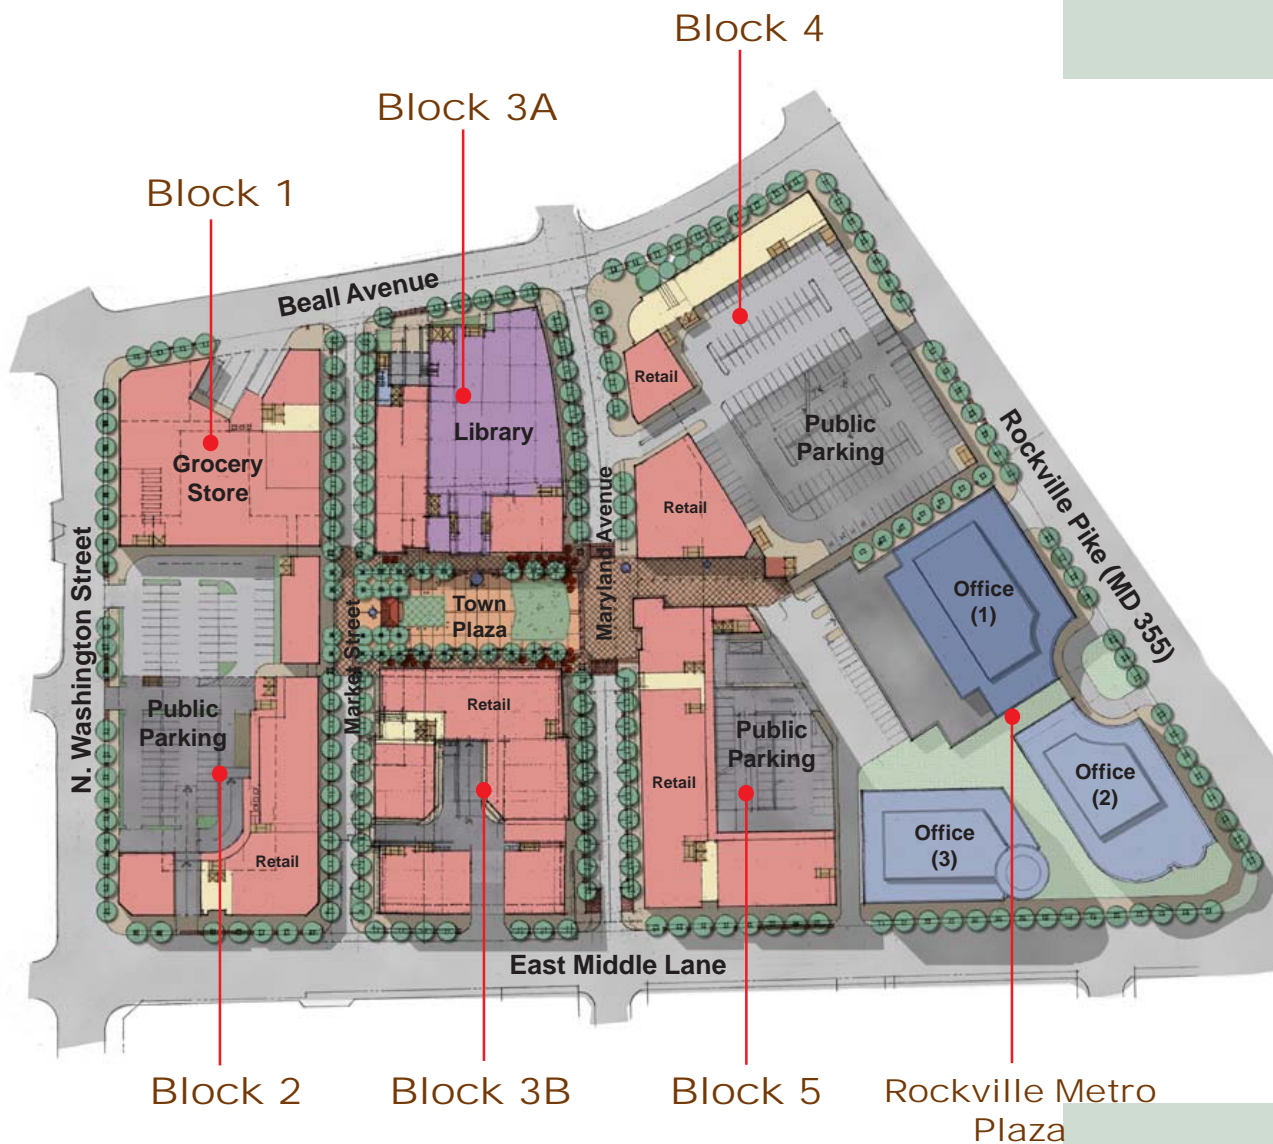 Block 4
Block 3A
Block 1
Beall Avenue
Retail
Library
Public
Parking
Grocery
Store
Rockville Pike (MD 355)
Maryland Avenue
Retail
N. Washington Street
Office
(1)
Town
Plaza
Market Street
Retail
Public
Parking
Public
Parking
Retail
Office
(2)
Office
(3)
Retail
East Middle Lane
Block 2
Block 3B
Block 5
Rockville Metro
Plaza